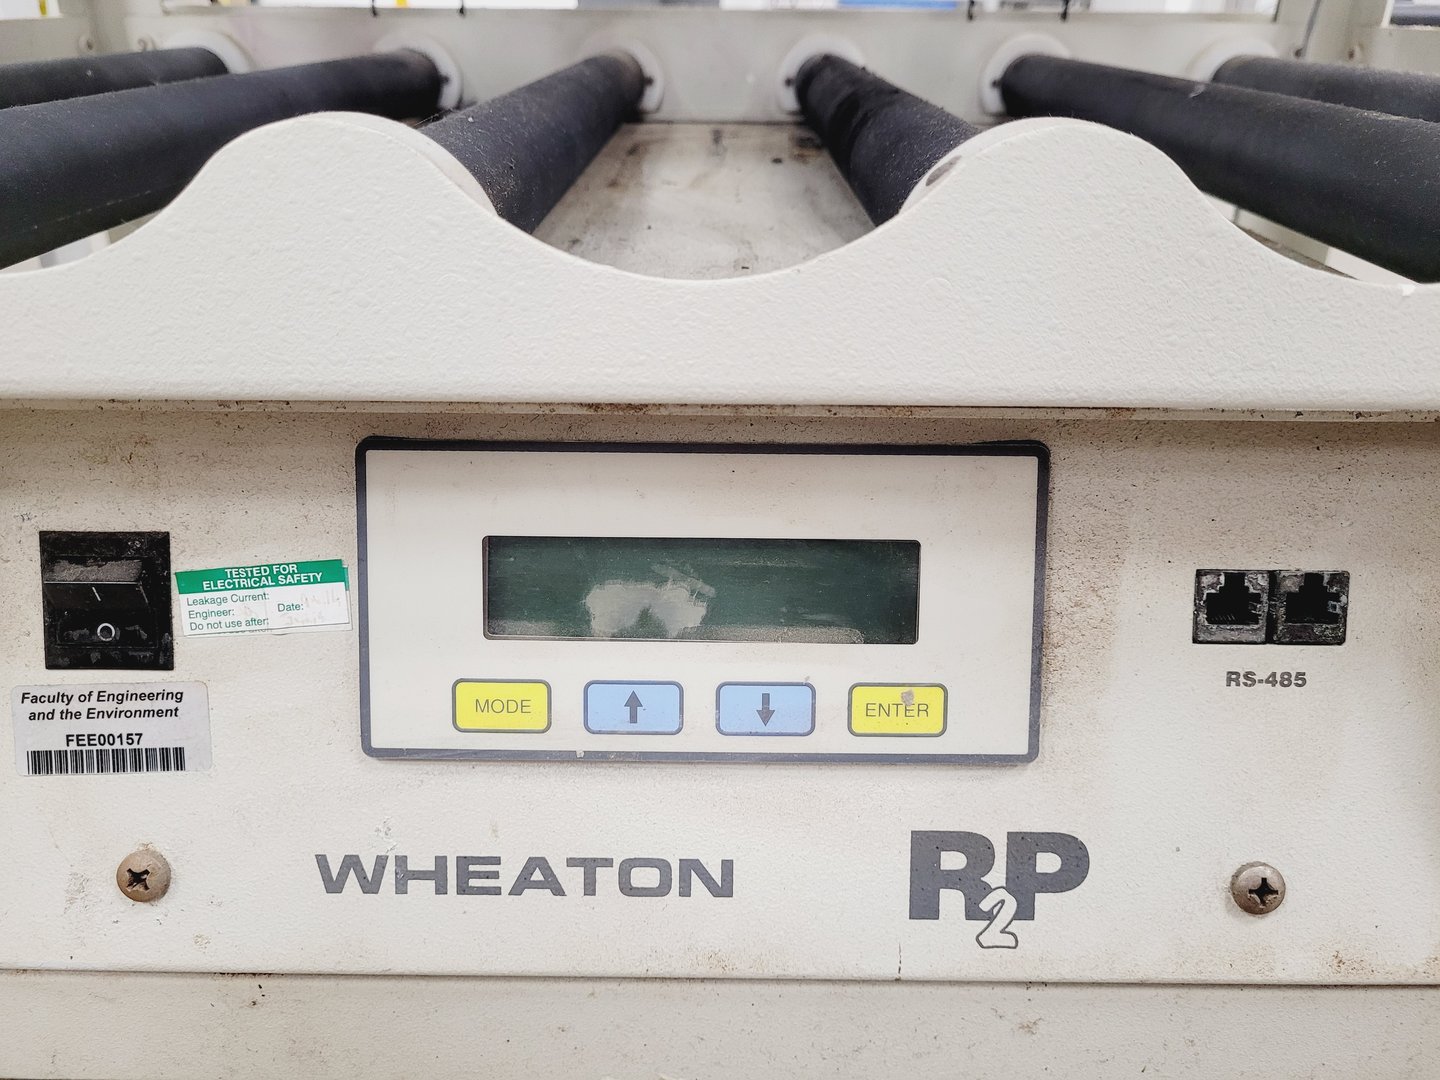 TESTED FOR
ELECTRICAL SAFETY
Leakage Current:
Engineer: Date:
Do not use after:
Faculty of Engineering
and the Environment
FEE00157
MODE
ENTER
RS-485
WHEATON
R2P